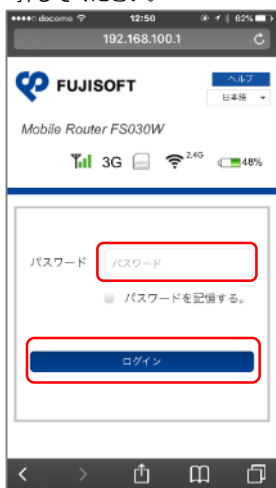 押してください。
docomo 12:50 62%
192.168.100.1
FUJISOFT
ヘルプ
日本語
Mobile Router FS030W
3G 2.4G 48%
パスワード パスワード
パスワードを記憶する。
ログイン